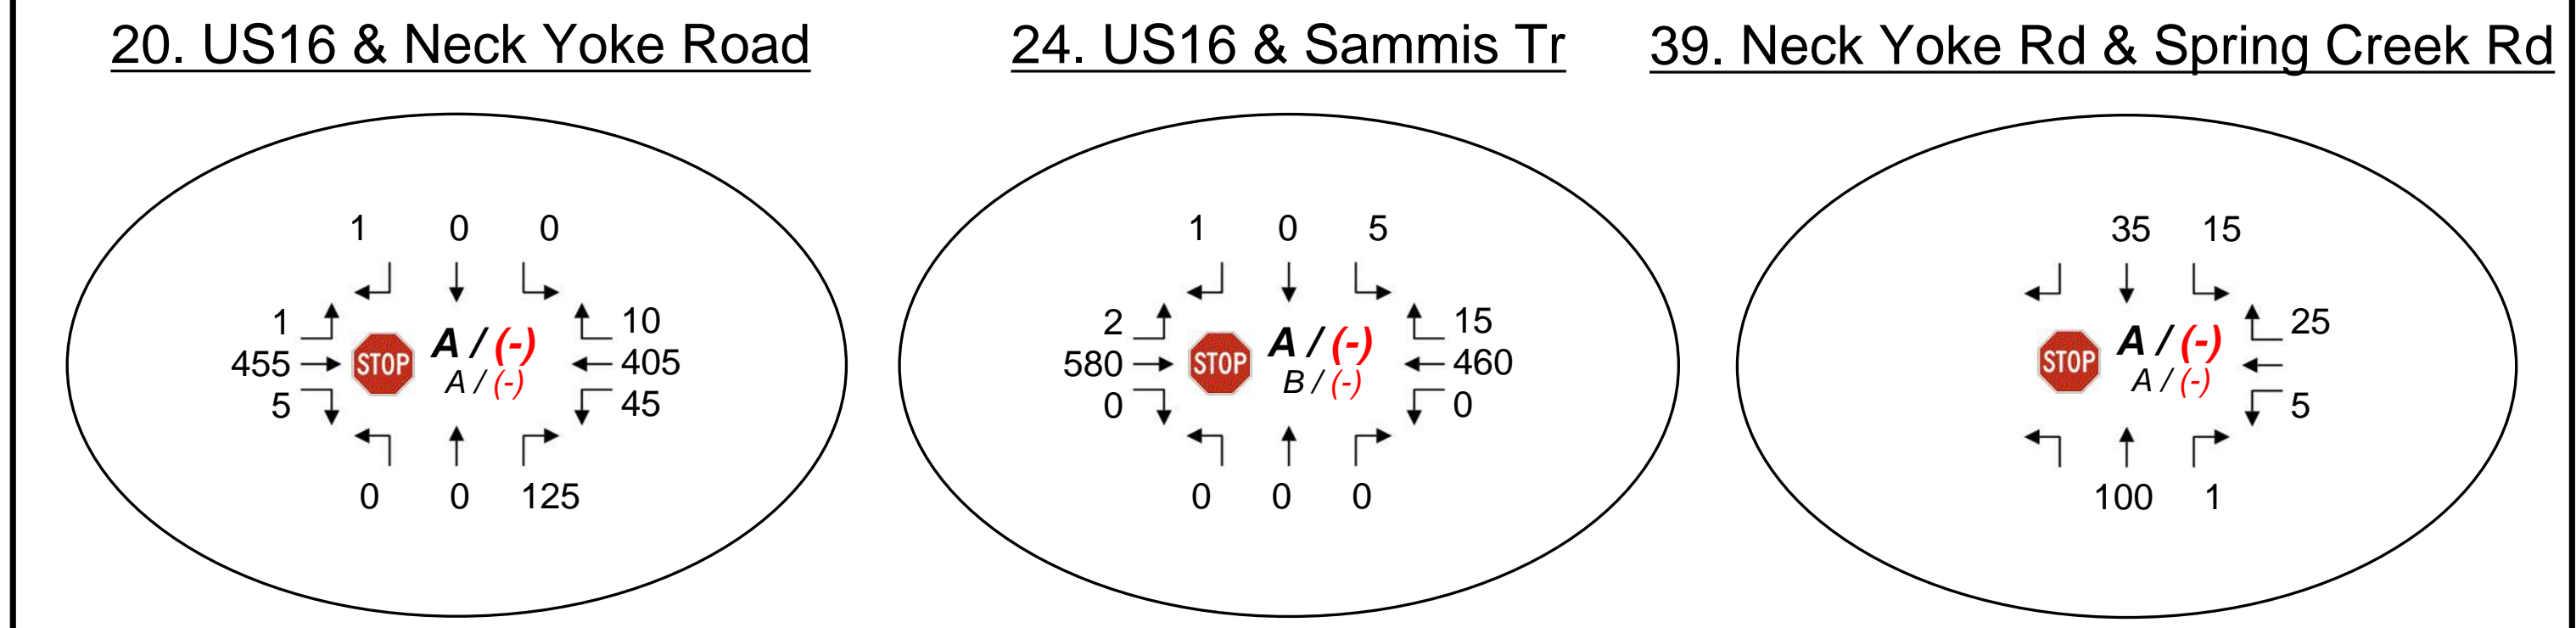 20. US16 & Neck Yoke Road
1 0 0
1
455
5
STOP
A / (-)
A / (-)
10
405
45
0 0 125
24. US16 & Sammis Tr
1 0 5
2
580
0
STOP
A / (-)
B / (-)
15
460
0
0 0 0
39. Neck Yoke Rd & Spring Creek Rd
35 15
STOP
A / (-)
A / (-)
25
5
100 1